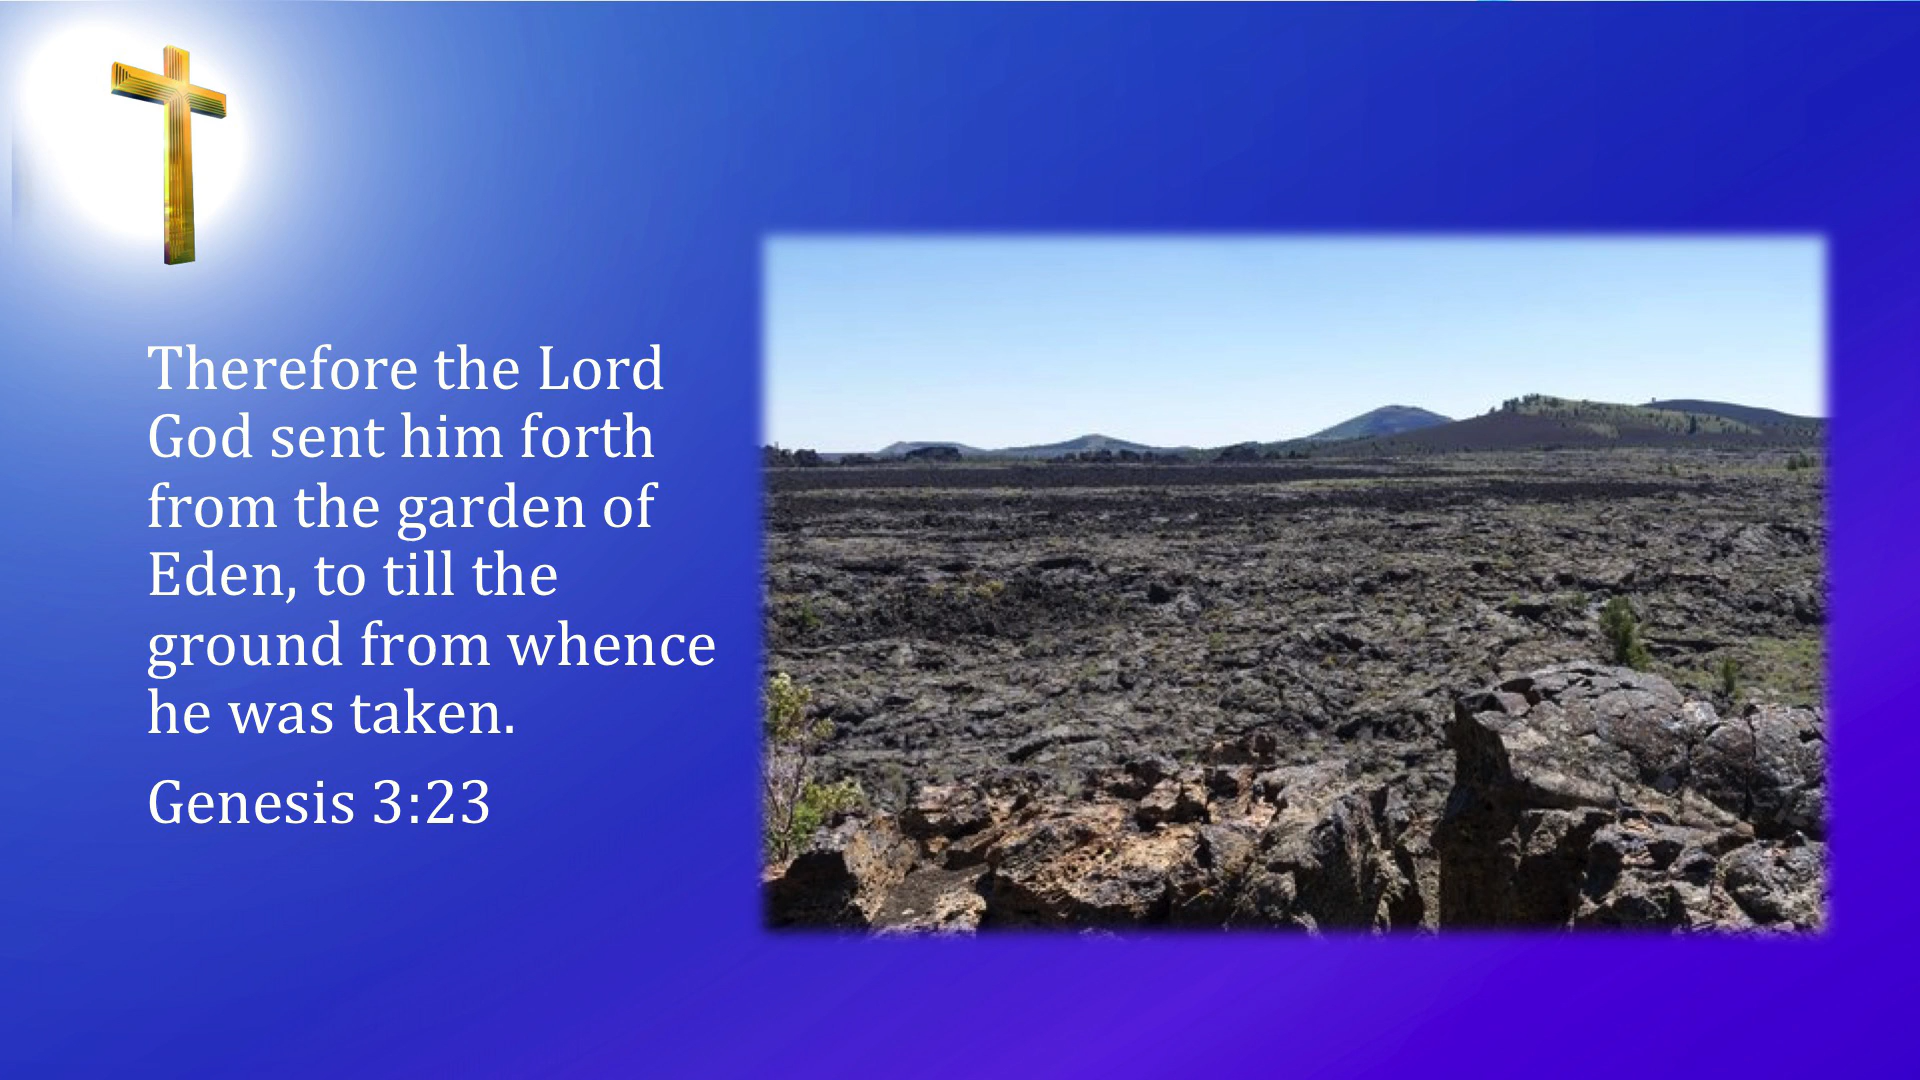 Therefore the Lord
God sent him forth
from the garden of
Eden, to till the
ground from whence
he was taken.
Genesis 3:23